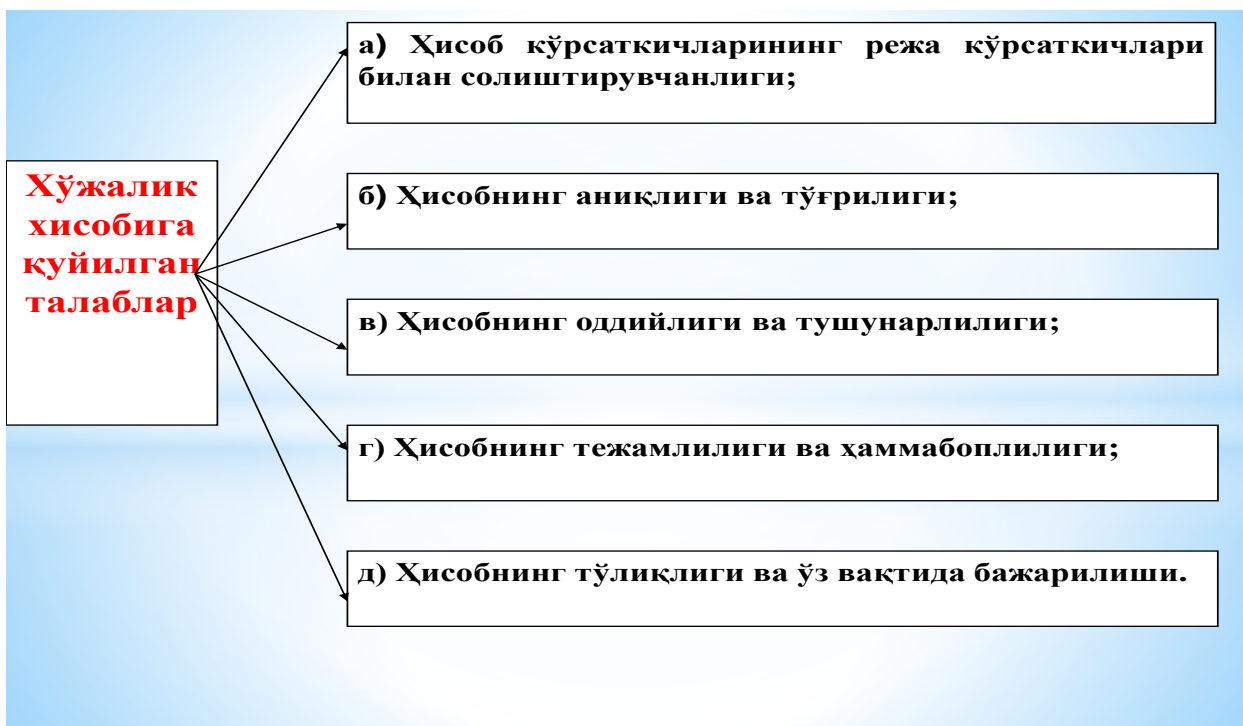 Хўжалик
хисобига
қуйилган
талаблар
а) Ҳисоб кўрсаткичларининг режа кўрсаткичлари
билан солиштирувчанлиги;
б) Ҳисобнинг аниқлиги ва тўғрилиги;
в) Ҳисобнинг оддийлиги ва тушунарлилиги;
г) Ҳисобнинг тежамлилиги ва ҳаммабоплилиги;
д) Ҳисобнинг тўлиқлиги ва ўз вақтида бажарилиши.